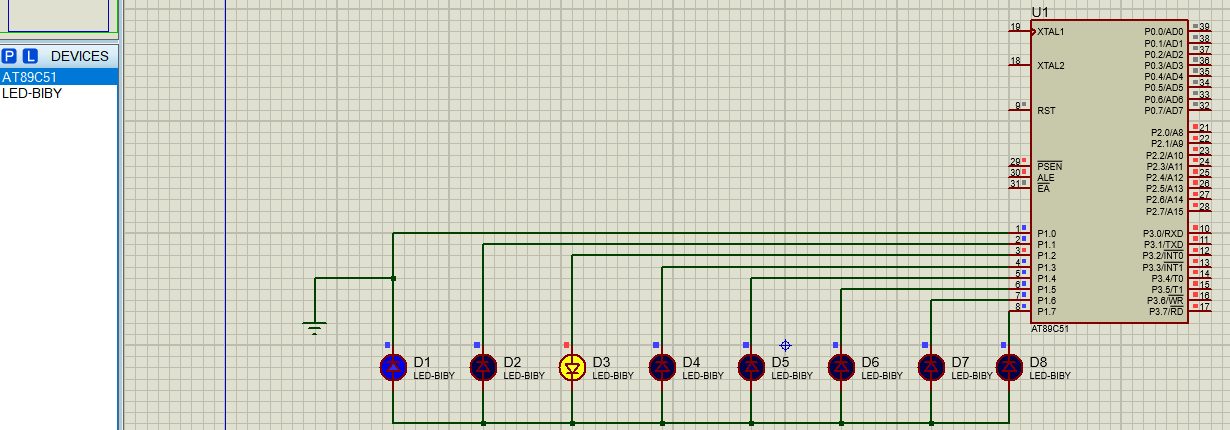 P L DEVICES
AT89C51
LED-BIBY
U1
19 XTAL1 P0.0/AD0 39
P0.1/AD1 38
P0.2/AD2 37
18 XTAL2 P0.3/AD3 36
P0.4/AD4 35
P0.5/AD5 34
P0.6/AD6 33
9 RST P0.7/AD7 32
P2.0/A8 21
P2.1/A9 22
P2.2/A10 23
29 PSEN P2.3/A11 24
30 ALE P2.4/A12 25
31 EA P2.5/A13 26
P2.6/A14 27
P2.7/A15 28
1 P1.0 P3.0/RXD 10
2 P1.1 P3.1/TXD 11
3 P1.2 P3.2/INT0 12
4 P1.3 P3.3/INT1 13
5 P1.4 P3.4/T0 14
6 P1.5 P3.5/T1 15
7 P1.6 P3.6/WR 16
8 P1.7 P3.7/RD 17
AT89C51
D1 D2 D3 D4 D5 D6 D7 D8
LED-BIBY LED-BIBY LED-BIBY LED-BIBY LED-BIBY LED-BIBY LED-BIBY LED-BIBY